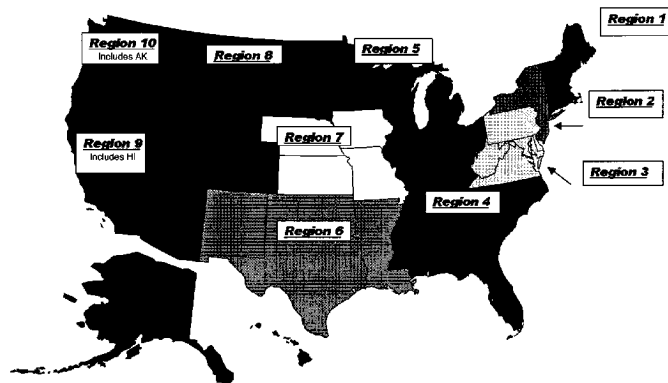 Region 1
Region 10
Includes AK
Region 8
Region 5
Region 2
Region 9
Includes HI
Region 7
Region 3
Region 4
Region 6